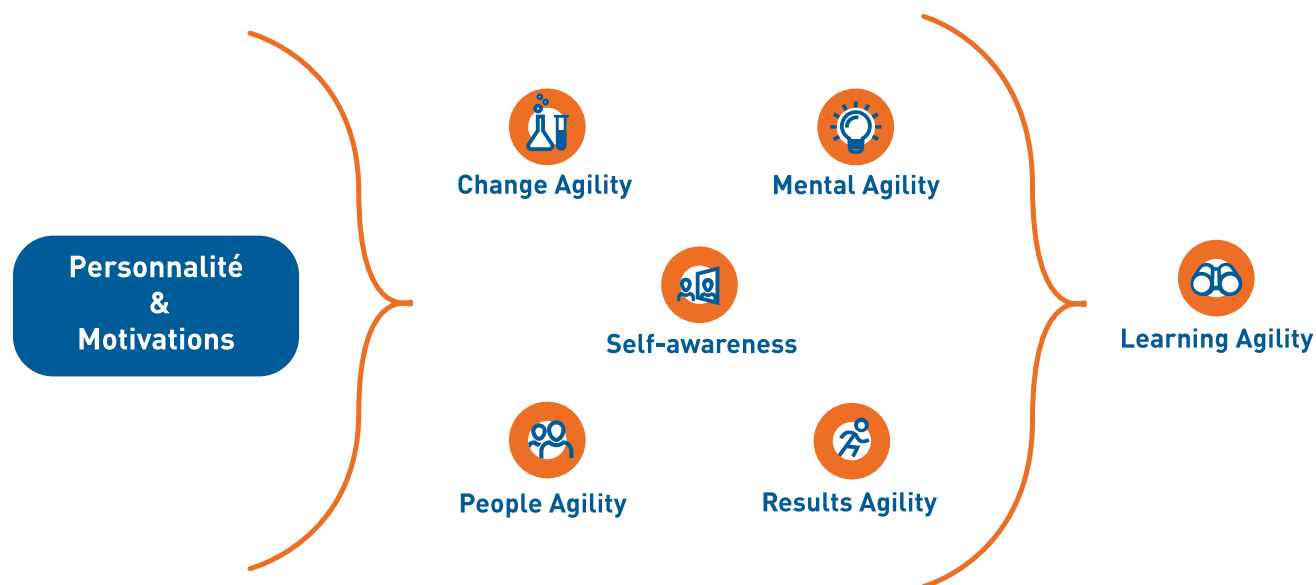 Personnalité
&
Motivations
Change Agility
Mental Agility
Self-awareness
People Agility
Results Agility
Learning Agility